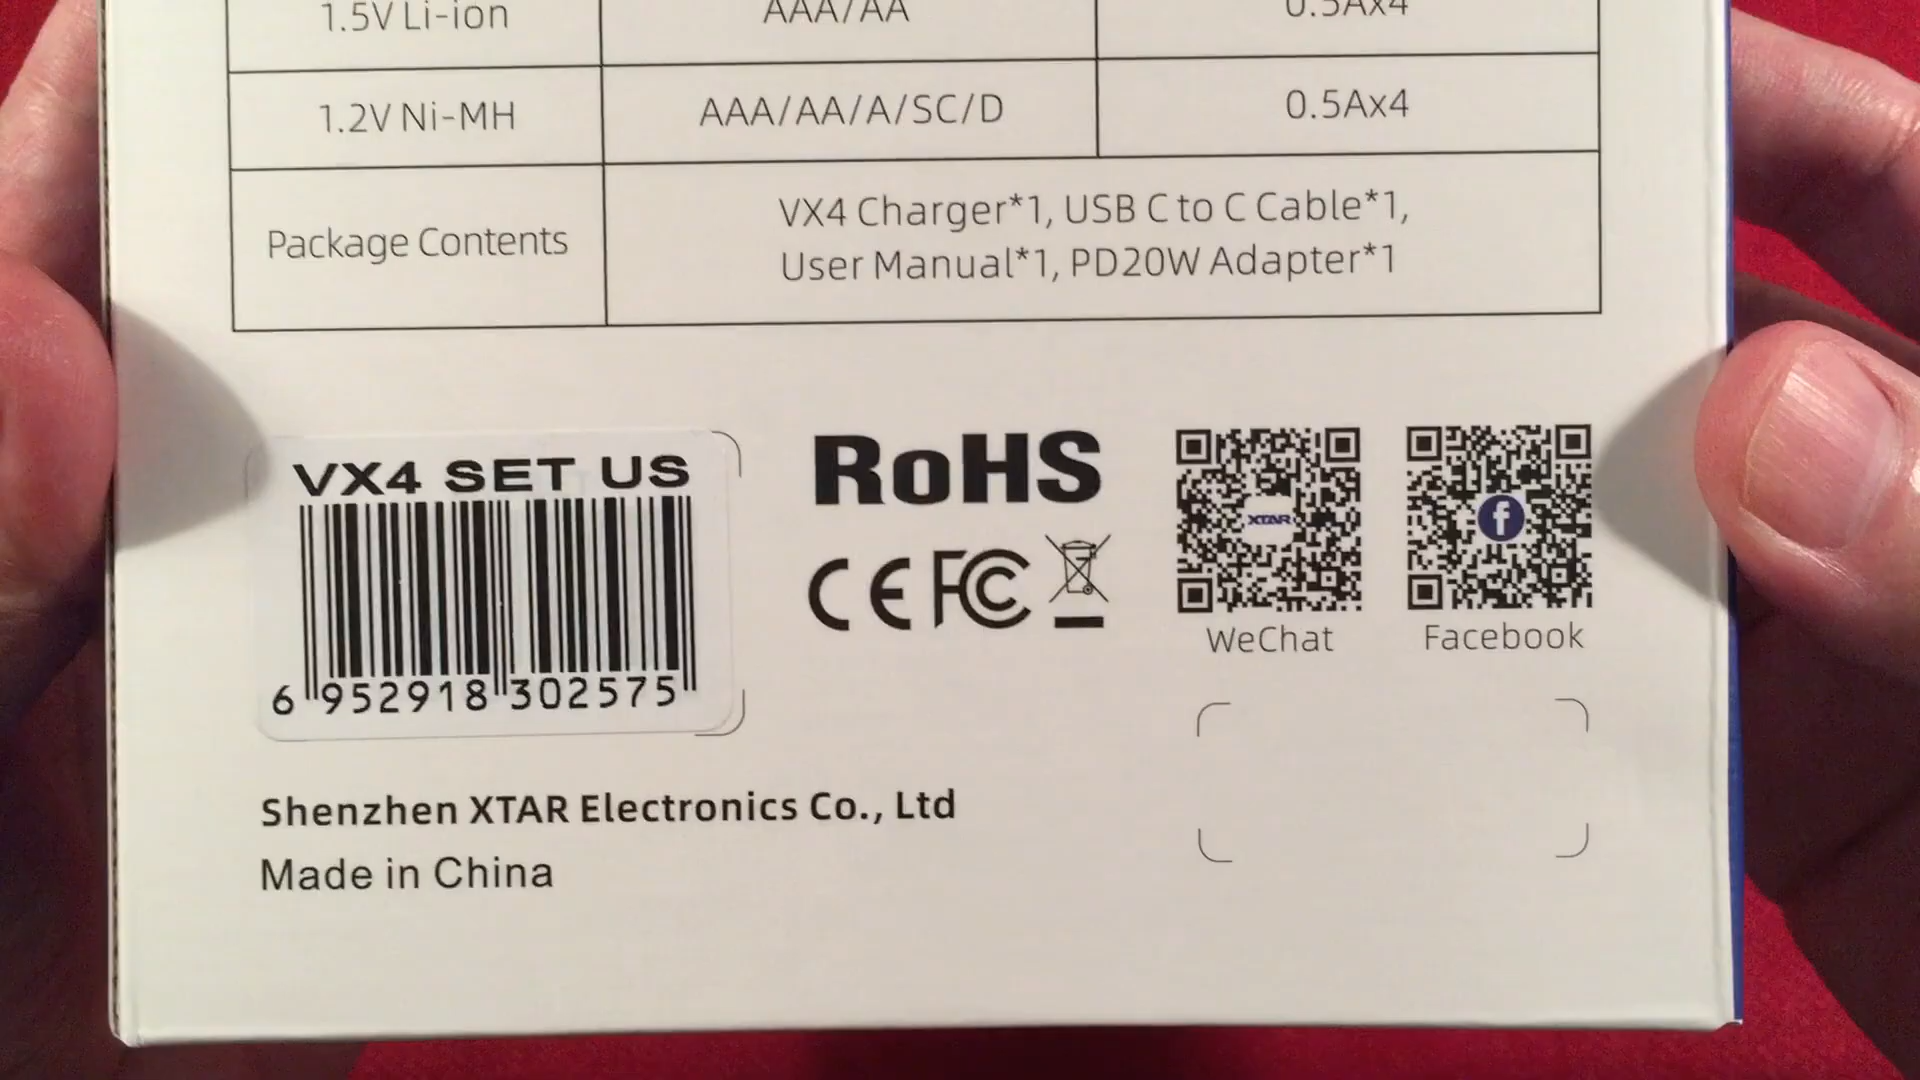 1.5V Li-ion AAA/AA 0.5Ax4
1.2V Ni-MH AAA/AA/A/SC/D 0.5Ax4
Package Contents
VX4 Charger*1, USB C to C Cable*1,
User Manual*1, PD20W Adapter*1
VX4 SET US
6 952918 302575
RoHS
CE FC
XTAR
f
WeChat
Facebook
Shenzhen XTAR Electronics Co., Ltd
Made in China